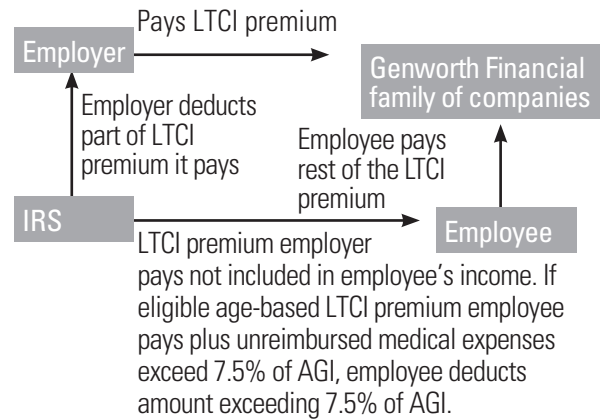 Pays LTCI premium
Employer
Genworth Financial
family of companies
Employer deducts
part of LTCI
premium it pays
Employee pays
rest of the LTCI
premium
IRS
Employee
LTCI premium employer
pays not included in employee's income. If
eligible age-based LTCI premium employee
pays plus unreimbursed medical expenses
exceed 7.5% of AGI, employee deducts
amount exceeding 7.5% of AGI.